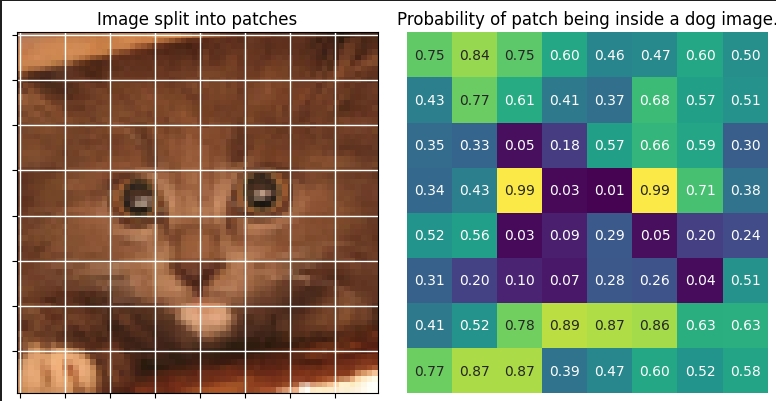 Image split into patches
Probability of patch being inside a dog image.
0.75 0.84 0.75 0.60 0.46 0.47 0.60 0.50
0.43 0.77 0.61 0.41 0.37 0.68 0.57 0.51
0.35 0.33 0.05 0.18 0.57 0.66 0.59 0.30
0.34 0.43 0.99 0.03 0.01 0.99 0.71 0.38
0.52 0.56 0.03 0.09 0.29 0.05 0.20 0.24
0.31 0.20 0.10 0.07 0.28 0.26 0.04 0.51
0.41 0.52 0.78 0.89 0.87 0.86 0.63 0.63
0.77 0.87 0.87 0.39 0.47 0.60 0.52 0.58